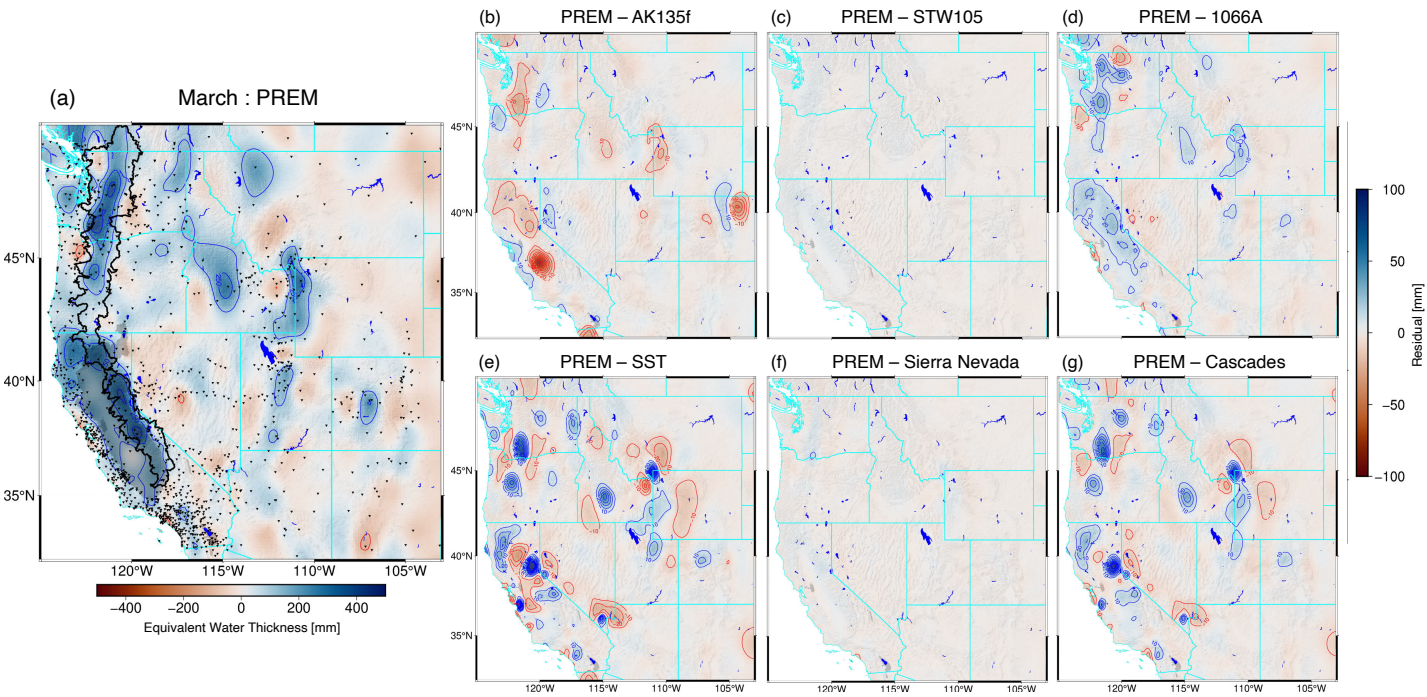 (a) March : PREM
45°N
40°N
35°N
120°W 115°W 110°W 105°W
−400 −200 0 200 400
Equivalent Water Thickness [mm]
(b) PREM – AK135f
(c) PREM – STW105
(d) PREM – 1066A
45°N
40°N
35°N
(e) PREM – SST
(f) PREM – Sierra Nevada
(g) PREM – Cascades
45°N
40°N
35°N
120°W 115°W 110°W 105°W
120°W 115°W 110°W 105°W
120°W 115°W 110°W 105°W
100
50
0
−50
−100
Residual [mm]